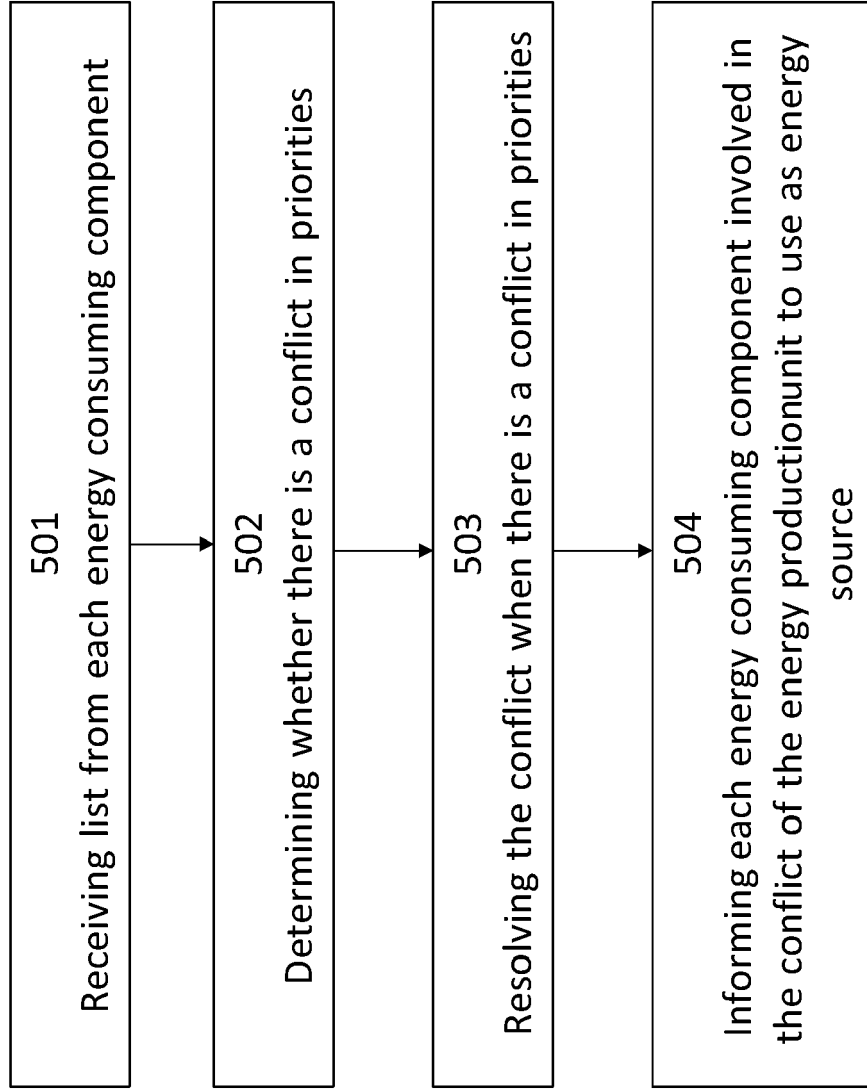 501
Receiving list from each energy consuming component
502
Determining whether there is a conflict in priorities
503
Resolving the conflict when there is a conflict in priorities
504
Informing each energy consuming component involved in
the conflict of the energy productionunit to use as energy
source